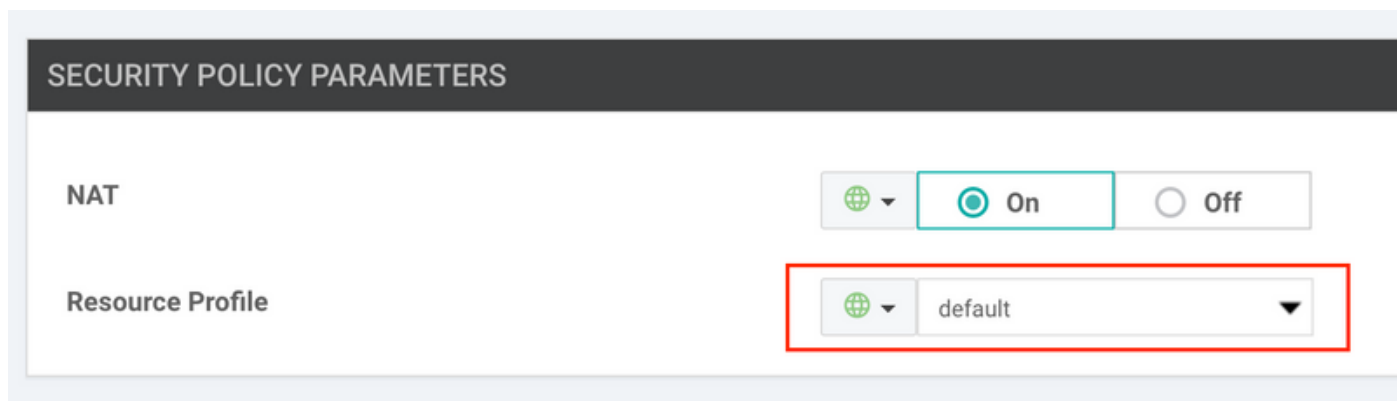 SECURITY POLICY PARAMETERS
NAT On Off
Resource Profile default